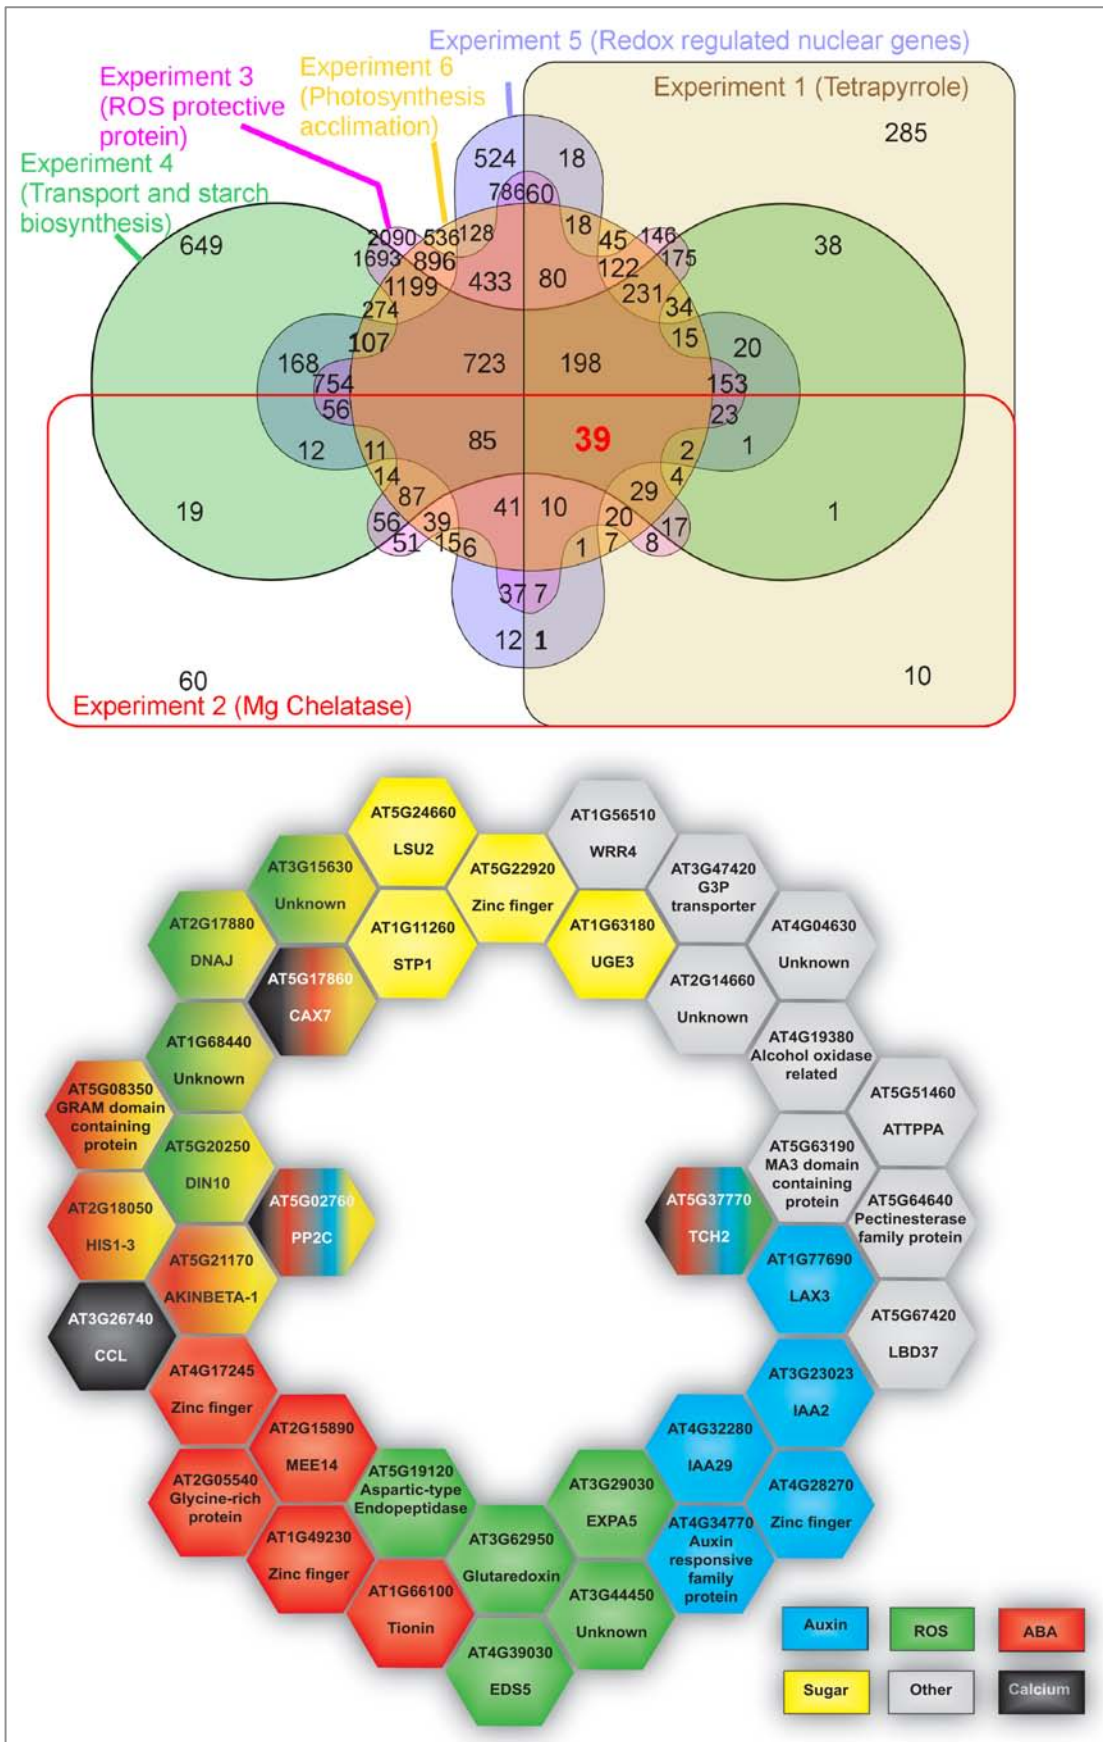 Experiment 5 (Redox regulated nuclear genes)
Experiment 3
(ROS protective
protein)
Experiment 6
(Photosynthesis
acclimation)
Experiment 1 (Tetrapyrrole)
Experiment 4
(Transport and starch
biosynthesis)
285
524 18
786 60
649
2090 536 128 18 45 146
38
1693 896 122 175
1199 433 80 231
274 34
107 15 20
168 723 198
754 153
56 23
12 11 85 39 2 1
14 4
87 29
19 56 39 41 10 20 17 1
51 15 6 1 7 8
37 7
12 1
60 10
Experiment 2 (Mg Chelatase)
AT5G24660
LSU2
AT1G56510
WRR4
AT3G15630
Unknown
AT5G22920
Zinc finger
AT3G47420
G3P
transporter
AT2G17880
DNAJ
AT1G11260
STP1
AT1G63180
UGE3
AT4G04630
Unknown
AT5G17860
CAX7
AT2G14660
Unknown
AT1G68440
Unknown
AT4G19380
Alcohol oxidase
related
AT5G08350
GRAM domain
containing
protein
AT5G51460
ATTPPA
AT5G20250
DIN10
AT5G63190
MA3 domain
containing
protein
AT5G02760
PP2C
AT5G37770
TCH2
AT2G18050
HIS1-3
AT5G64640
Pectinesterase
family protein
AT5G21170
AKINBETA-1
AT1G77690
LAX3
AT3G26740
CCL
AT5G67420
LBD37
AT4G17245
Zinc finger
AT3G23023
IAA2
AT2G15890
MEE14
AT4G32280
IAA29
AT2G05540
Glycine-rich
protein
AT5G19120
Aspartic-type
Endopeptidase
AT3G29030
EXPA5
AT4G28270
Zinc finger
AT1G49230
Zinc finger
AT3G62950
Glutaredoxin
AT4G34770
Auxin
responsive
family
protein
AT1G66100
Tionin
AT3G44450
Unknown
AT4G39030
EDS5
Auxin ROS ABA
Sugar Other Calcium